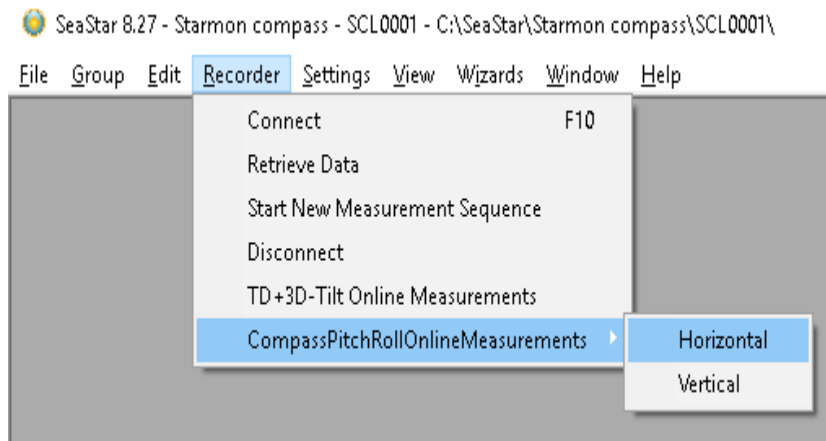 SeaStar 8.27 - Starmon compass - SCL0001 - C:\SeaStar\Starmon compass\SCL0001\
File Group Edit Recorder Settings View Wizards Window Help
Connect F10
Retrieve Data
Start New Measurement Sequence
Disconnect
TD+3D-Tilt Online Measurements
CompassPitchRollOnlineMeasurements Horizontal
Vertical